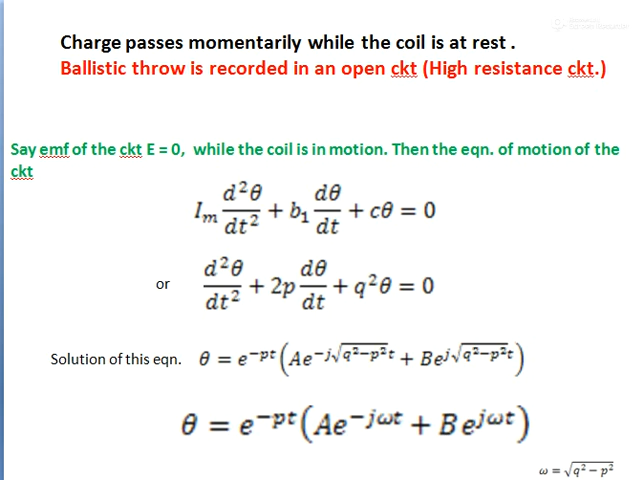 Charge passes momentarily while the coil is at rest .
Ballistic throw is recorded in an open ckt (High resistance ckt.)
Say emf of the ckt E = 0, while the coil is in motion. Then the eqn. of motion of the
ckt
I_m d²θ/dt² + b₁ dθ/dt + cθ = 0
or d²θ/dt² + 2p dθ/dt + q²θ = 0
Solution of this eqn. θ = e^{-pt}(Ae^{-j√(q²-p²)t} + Be^{j√(q²-p²)t})
θ = e^{-pt}(Ae^{-jωt} + Be^{jωt})
ω = √(q² - p²)